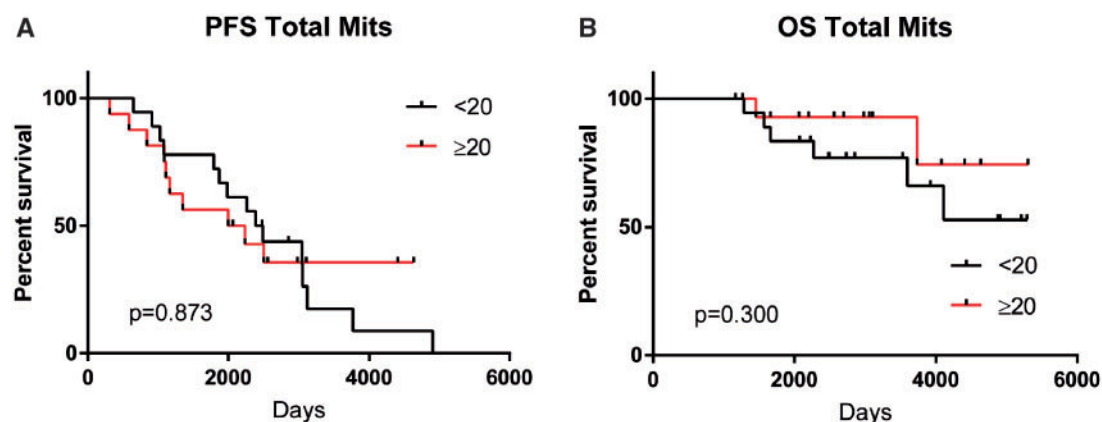 A
PFS Total Mits
Percent survival
100
50
0
<20
≥20
p=0.873
0
2000
4000
6000
Days
B
OS Total Mits
Percent survival
100
50
0
<20
≥20
p=0.300
0
2000
4000
6000
Days